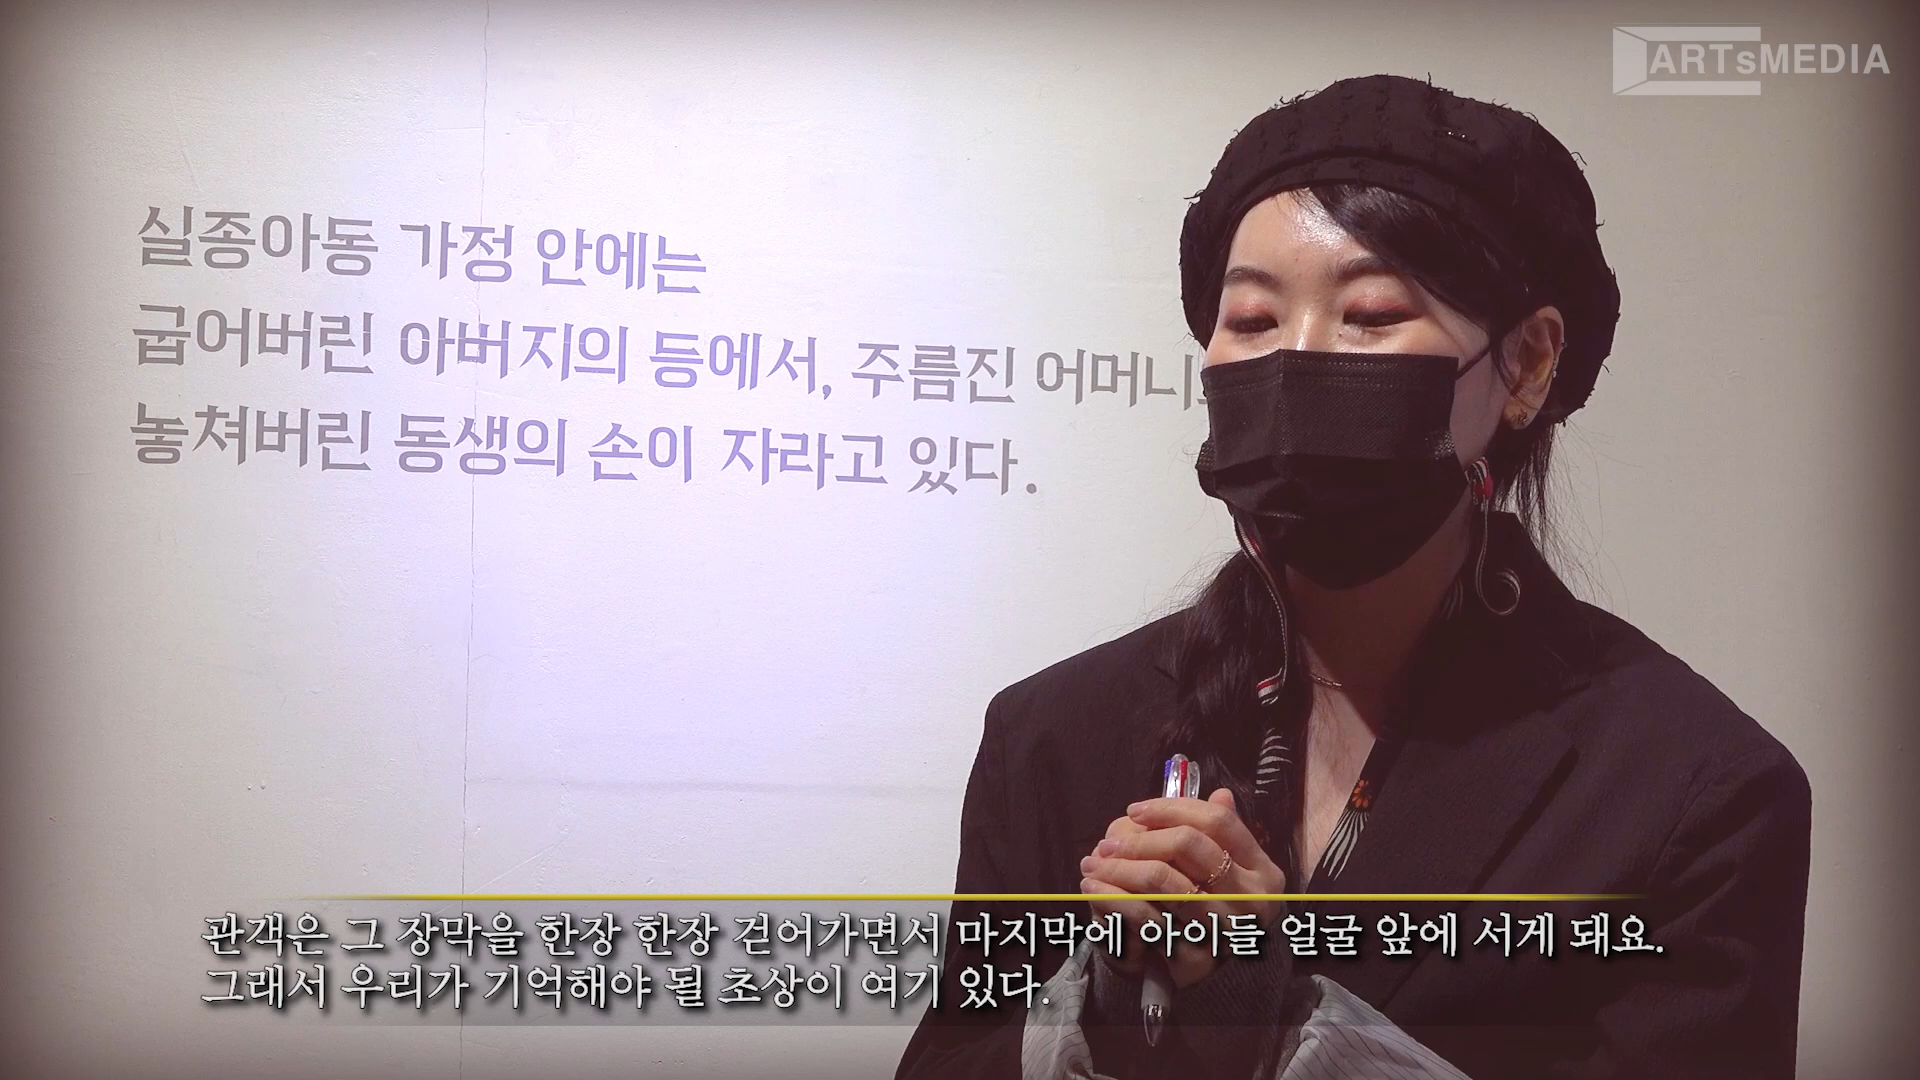 ARTsMEDIA
실종아동 가정 안에는
굽어버린 아버지의 등에서, 주름진 어머니
놓쳐버린 동생의 손이 자라고 있다.
관객은 그 장막을 한장 한장 걷어가면서 마지막에 아이들 얼굴 앞에 서게 돼요.
그래서 우리가 기억해야 될 초상이 여기 있다.